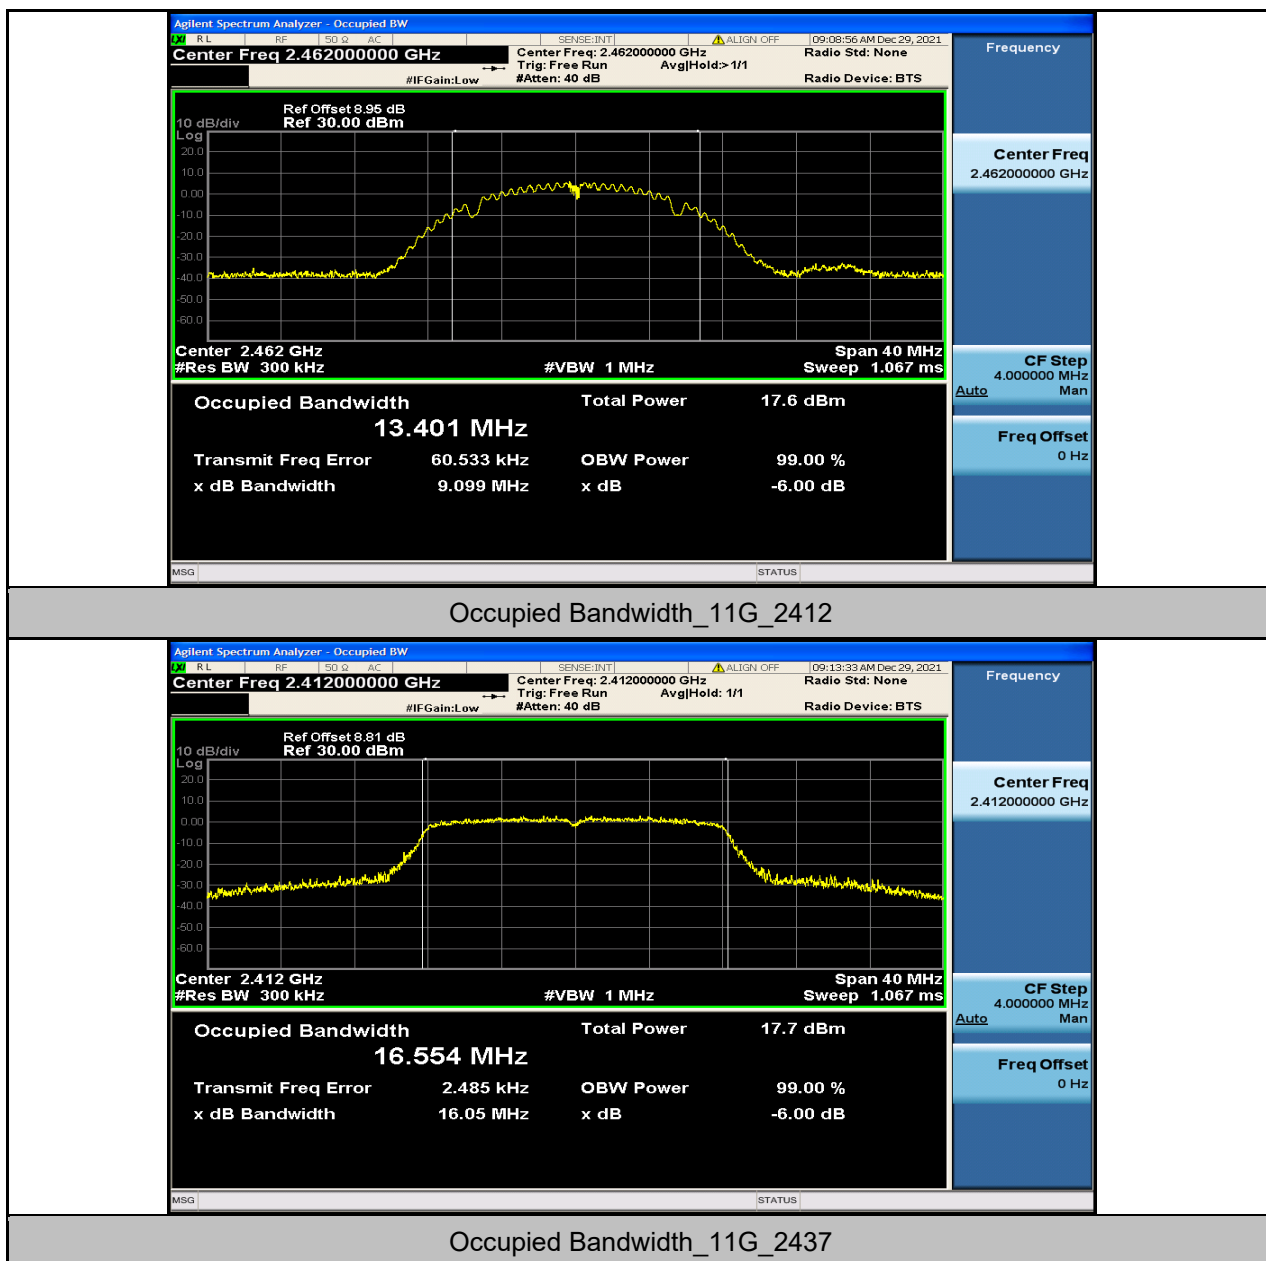 Agilent Spectrum Analyzer - Occupied BW
LXI RL RF 50 Ω AC SENSE:INT ALIGN OFF 09:08:56 AM Dec 29, 2021
Center Freq 2.462000000 GHz
Center Freq: 2.462000000 GHz Radio Std: None
Trig: Free Run Avg|Hold:>1/1
#IFGain:Low #Atten: 40 dB Radio Device: BTS
Frequency
Ref Offset 8.95 dB
10 dB/div Ref 30.00 dBm
Log
20.0
10.0
0.00
-10.0
-20.0
-30.0
-40.0
-50.0
-60.0
Center Freq
2.462000000 GHz
Center 2.462 GHz Span 40 MHz
#Res BW 300 kHz #VBW 1 MHz Sweep 1.067 ms
CF Step
4.000000 MHz
Auto Man
Occupied Bandwidth Total Power 17.6 dBm
13.401 MHz
Transmit Freq Error 60.533 kHz OBW Power 99.00 %
x dB Bandwidth 9.099 MHz x dB -6.00 dB
Freq Offset
0 Hz
MSG STATUS
Occupied Bandwidth_11G_2412
Agilent Spectrum Analyzer - Occupied BW
LXI RL RF 50 Ω AC SENSE:INT ALIGN OFF 09:13:33 AM Dec 29, 2021
Center Freq 2.412000000 GHz
Center Freq: 2.412000000 GHz Radio Std: None
Trig: Free Run Avg|Hold: 1/1
#IFGain:Low #Atten: 40 dB Radio Device: BTS
Frequency
Ref Offset 8.81 dB
10 dB/div Ref 30.00 dBm
Log
20.0
10.0
0.00
-10.0
-20.0
-30.0
-40.0
-50.0
-60.0
Center Freq
2.412000000 GHz
Center 2.412 GHz Span 40 MHz
#Res BW 300 kHz #VBW 1 MHz Sweep 1.067 ms
CF Step
4.000000 MHz
Auto Man
Occupied Bandwidth Total Power 17.7 dBm
16.554 MHz
Transmit Freq Error 2.485 kHz OBW Power 99.00 %
x dB Bandwidth 16.05 MHz x dB -6.00 dB
Freq Offset
0 Hz
MSG STATUS
Occupied Bandwidth_11G_2437